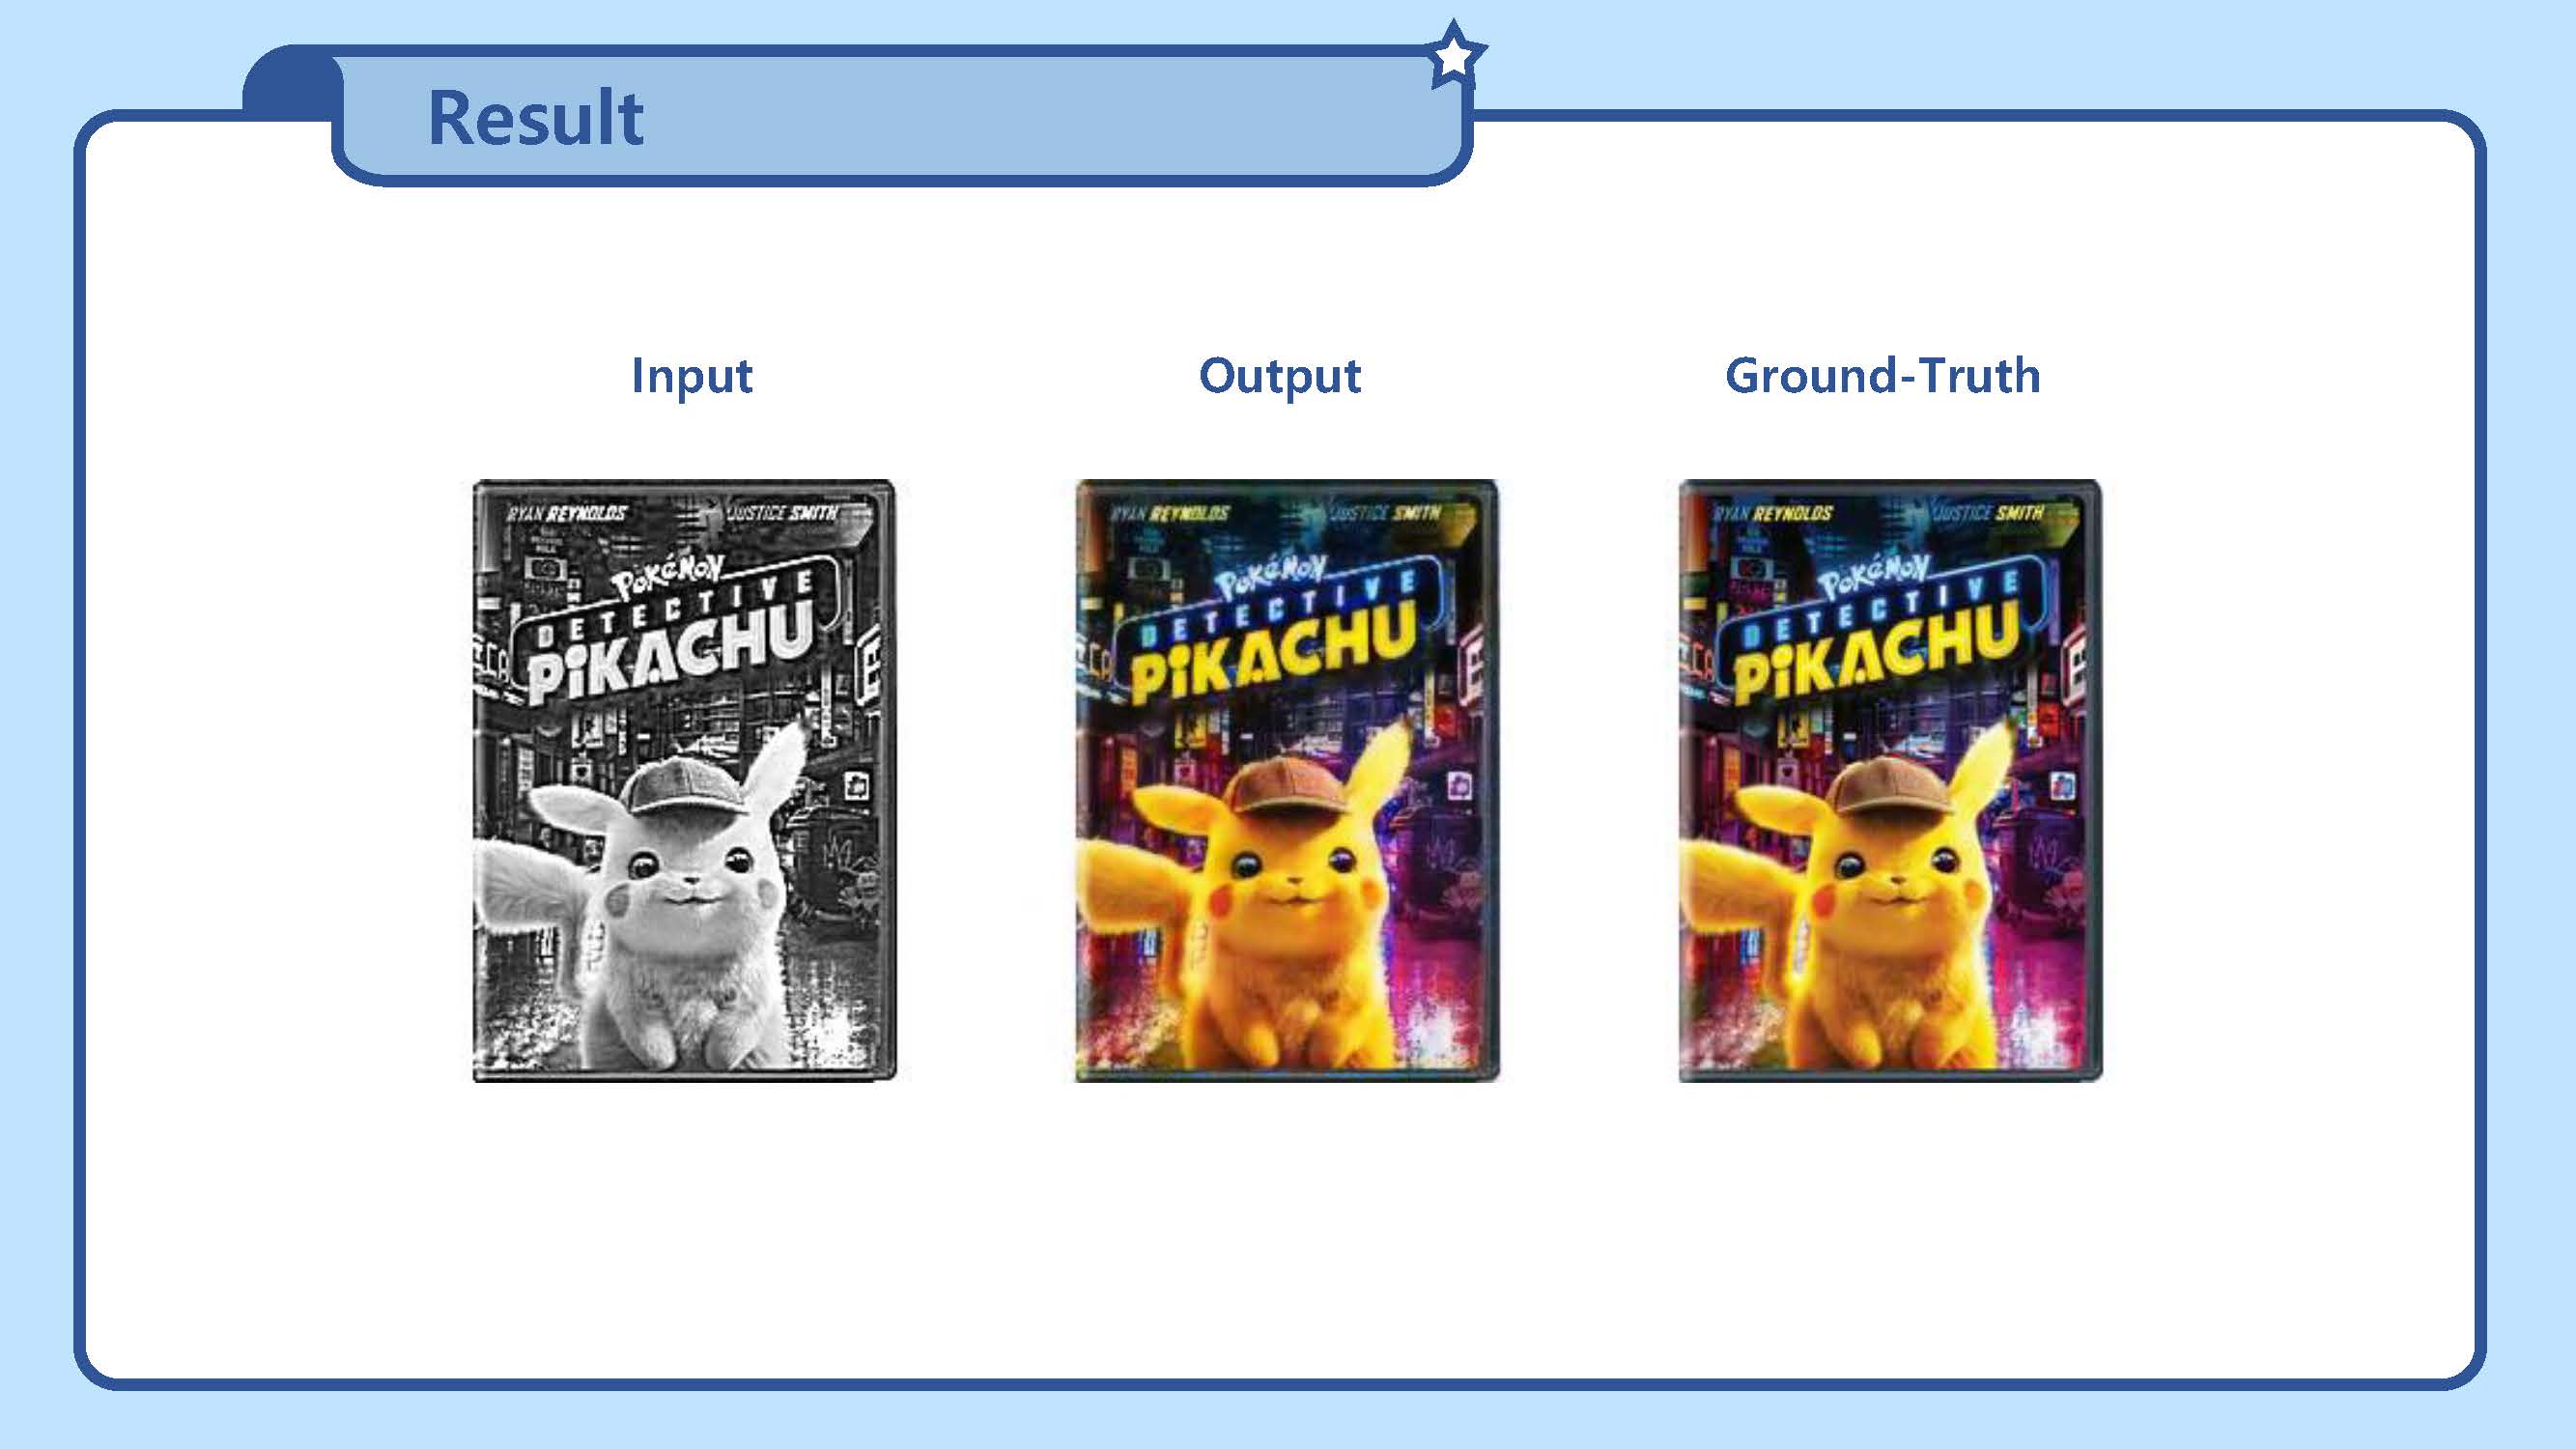 Result
Input
Output
Ground-Truth
RYAN REYNOLDS
JUSTICE SMITH
POKéMON
DETECTIVE
PiKACHU
RYAN REYNOLDS
JUSTICE SMITH
POKéMON
DETECTIVE
PiKACHU
RYAN REYNOLDS
JUSTICE SMITH
POKéMON
DETECTIVE
PiKACHU